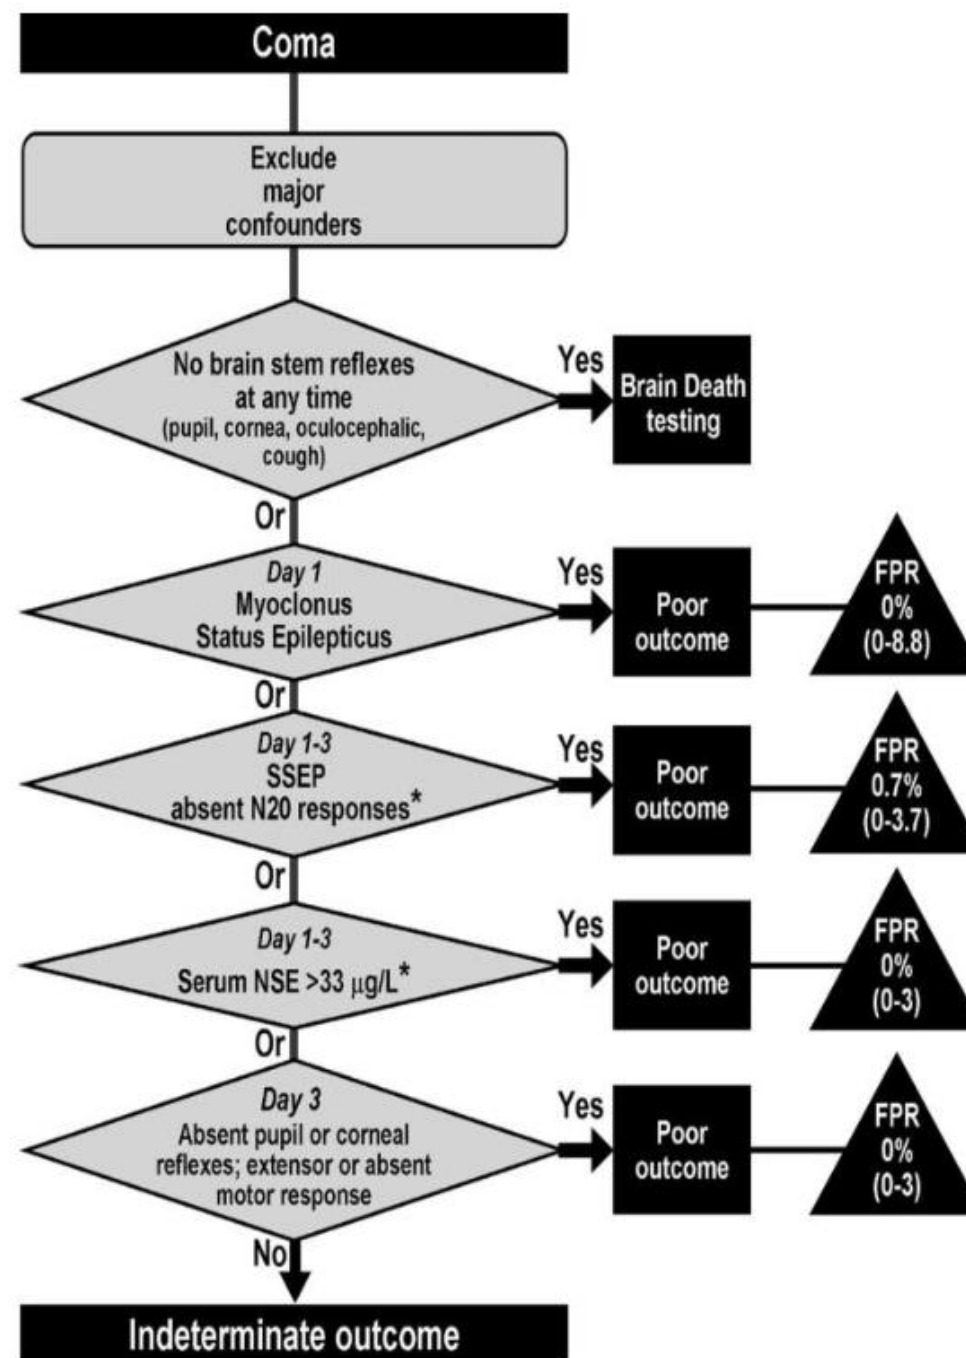 Coma
Exclude
major
confounders
No brain stem reflexes
at any time
(pupil, cornea, oculocephalic,
cough)
Yes
Brain Death
testing
Or
Day 1
Myoclonus
Status Epilepticus
Yes
Poor
outcome
FPR
0%
(0-8.8)
Or
Day 1-3
SSEP
absent N20 responses*
Yes
Poor
outcome
FPR
0.7%
(0-3.7)
Or
Day 1-3
Serum NSE >33 μg/L*
Yes
Poor
outcome
FPR
0%
(0-3)
Or
Day 3
Absent pupil or corneal
reflexes; extensor or absent
motor response
Yes
Poor
outcome
FPR
0%
(0-3)
No
Indeterminate outcome